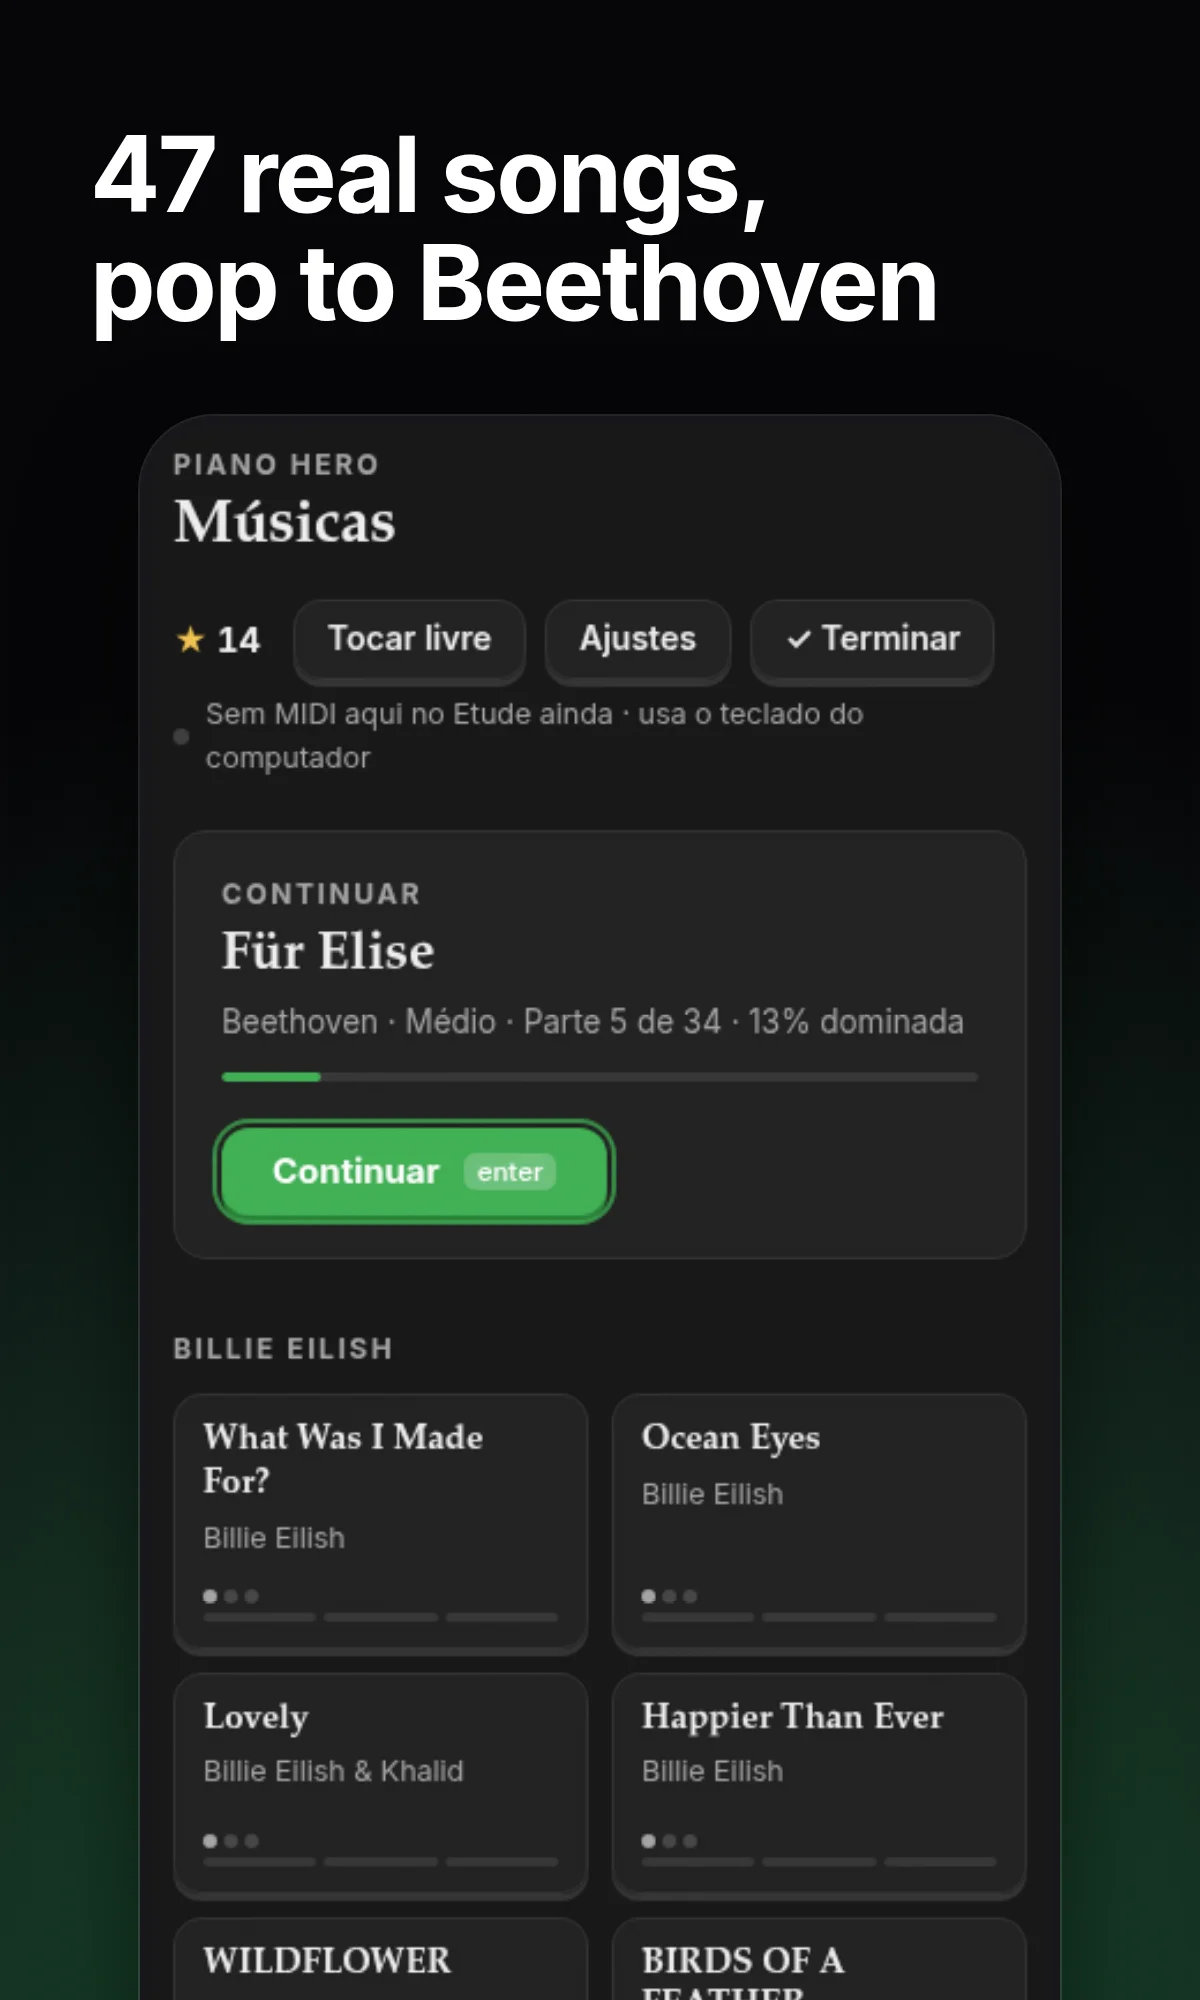 47 real songs,
pop to Beethoven
PIANO HERO
Músicas
★ 14
Tocar livre
Ajustes
✓ Terminar
Sem MIDI aqui no Etude ainda · usa o teclado do
computador
CONTINUAR
Für Elise
Beethoven · Médio · Parte 5 de 34 · 13% dominada
Continuar enter
BILLIE EILISH
What Was I Made
For?
Billie Eilish
Ocean Eyes
Billie Eilish
Lovely
Billie Eilish & Khalid
Happier Than Ever
Billie Eilish
WILDFLOWER
BIRDS OF A
FEATHER